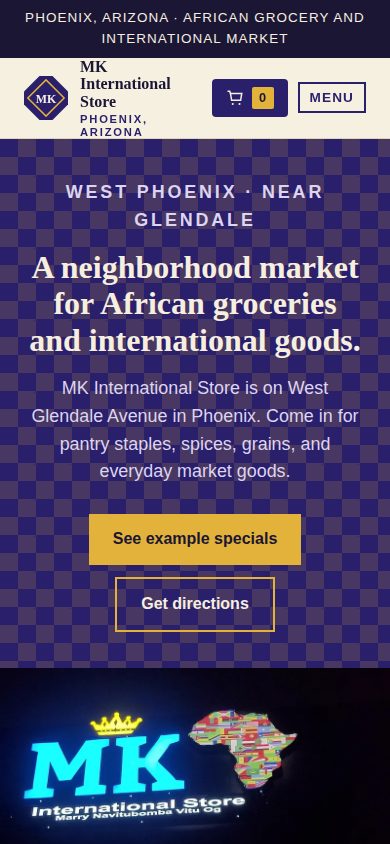 PHOENIX, ARIZONA · AFRICAN GROCERY AND
INTERNATIONAL MARKET
MK
MK
International
Store
PHOENIX,
ARIZONA
0
MENU
WEST PHOENIX · NEAR
GLENDALE
A neighborhood market
for African groceries
and international goods.
MK International Store is on West
Glendale Avenue in Phoenix. Come in for
pantry staples, spices, grains, and
everyday market goods.
See example specials
Get directions
MK
International Store
Marry Navitubomba Vitu Og